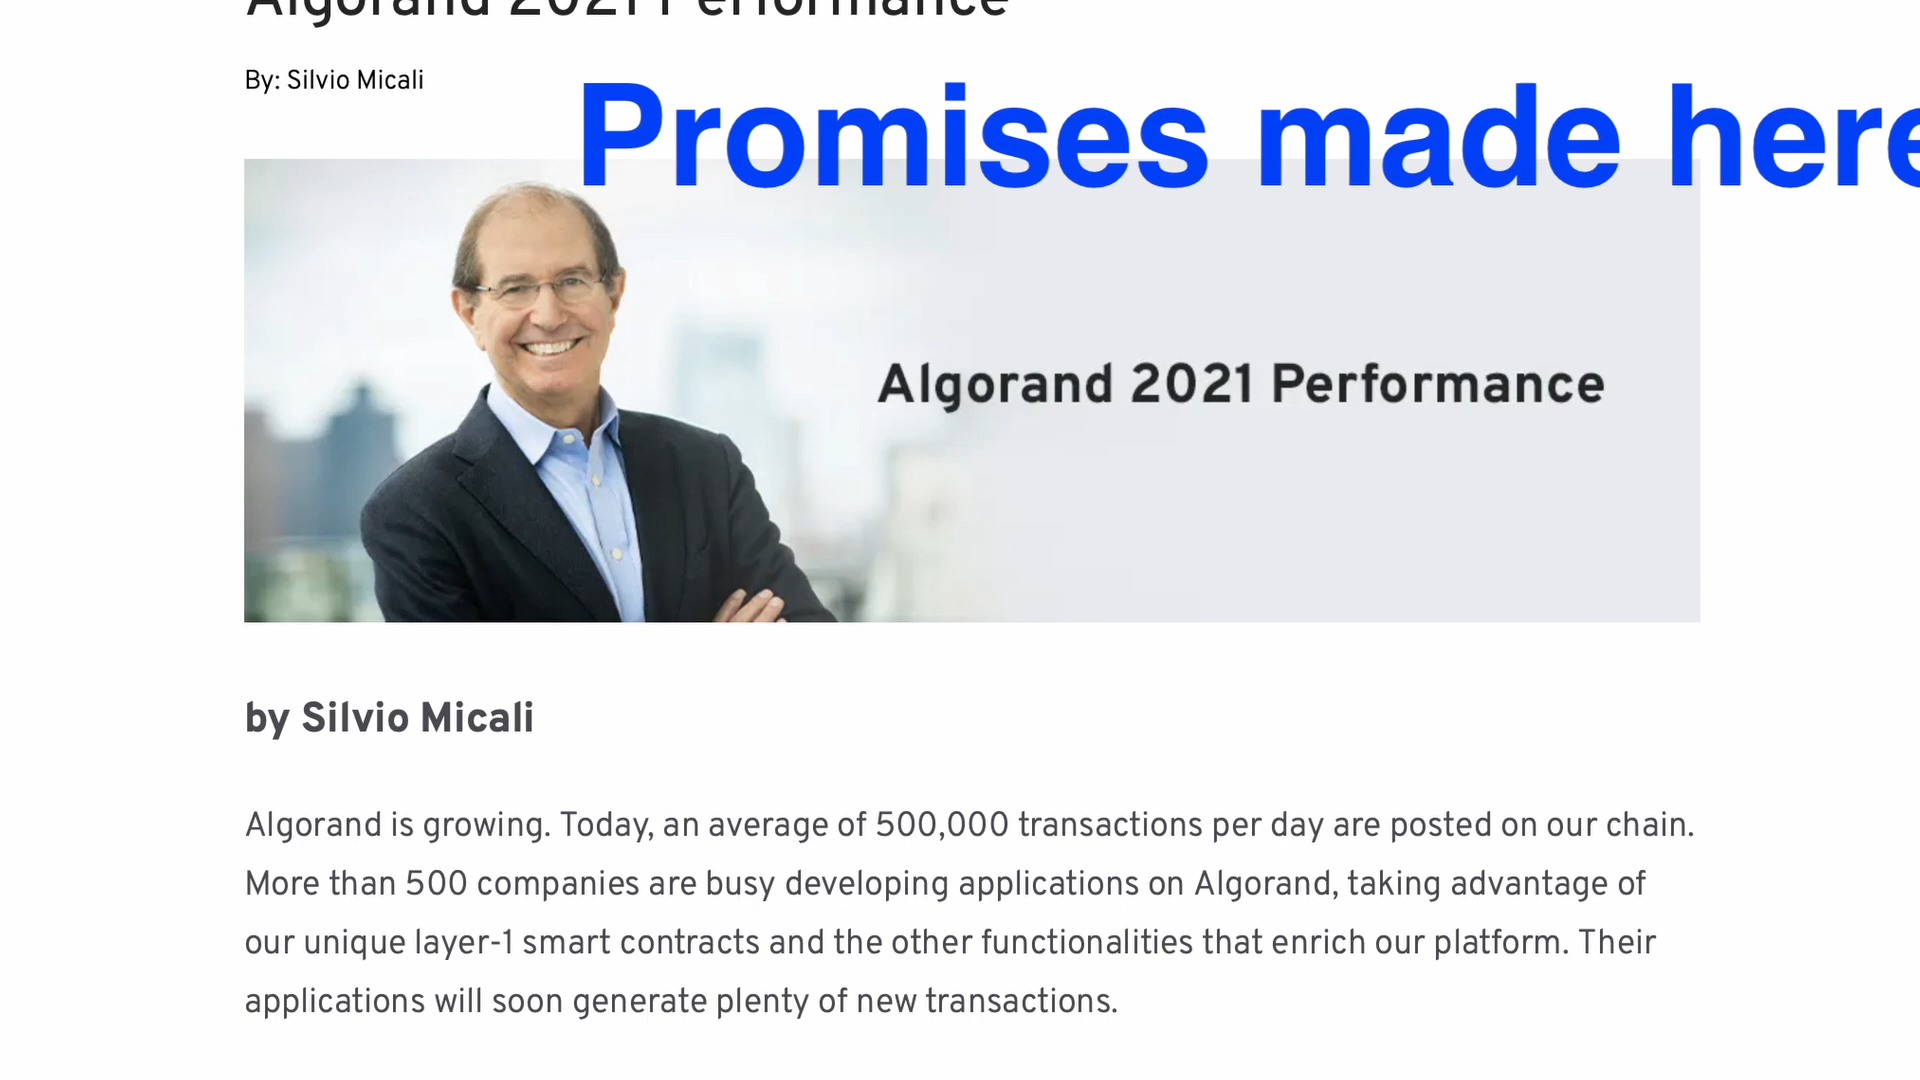 Algorand 2021 Performance
By: Silvio Micali
Promises made here
Algorand 2021 Performance
by Silvio Micali
Algorand is growing. Today, an average of 500,000 transactions per day are posted on our chain.
More than 500 companies are busy developing applications on Algorand, taking advantage of
our unique layer-1 smart contracts and the other functionalities that enrich our platform. Their
applications will soon generate plenty of new transactions.